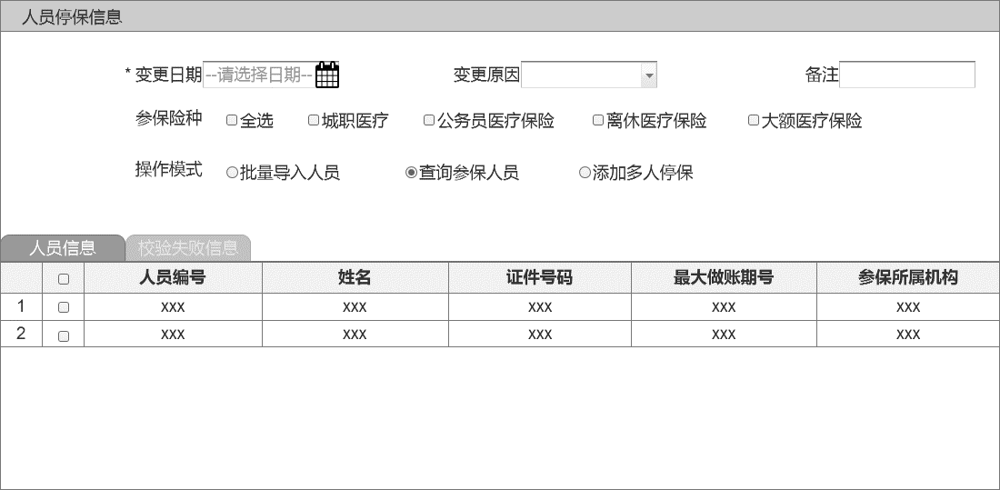 人员停保信息
* 变更日期 --请选择日期-- 变更原因 备注
参保险种 全选 城职医疗 公务员医疗保险 离休医疗保险 大额医疗保险
操作模式 批量导入人员 查询参保人员 添加多人停保
人员信息 校验失败信息
人员编号 姓名 证件号码 最大做账期号 参保所属机构
1 xxx xxx xxx xxx xxx
2 xxx xxx xxx xxx xxx